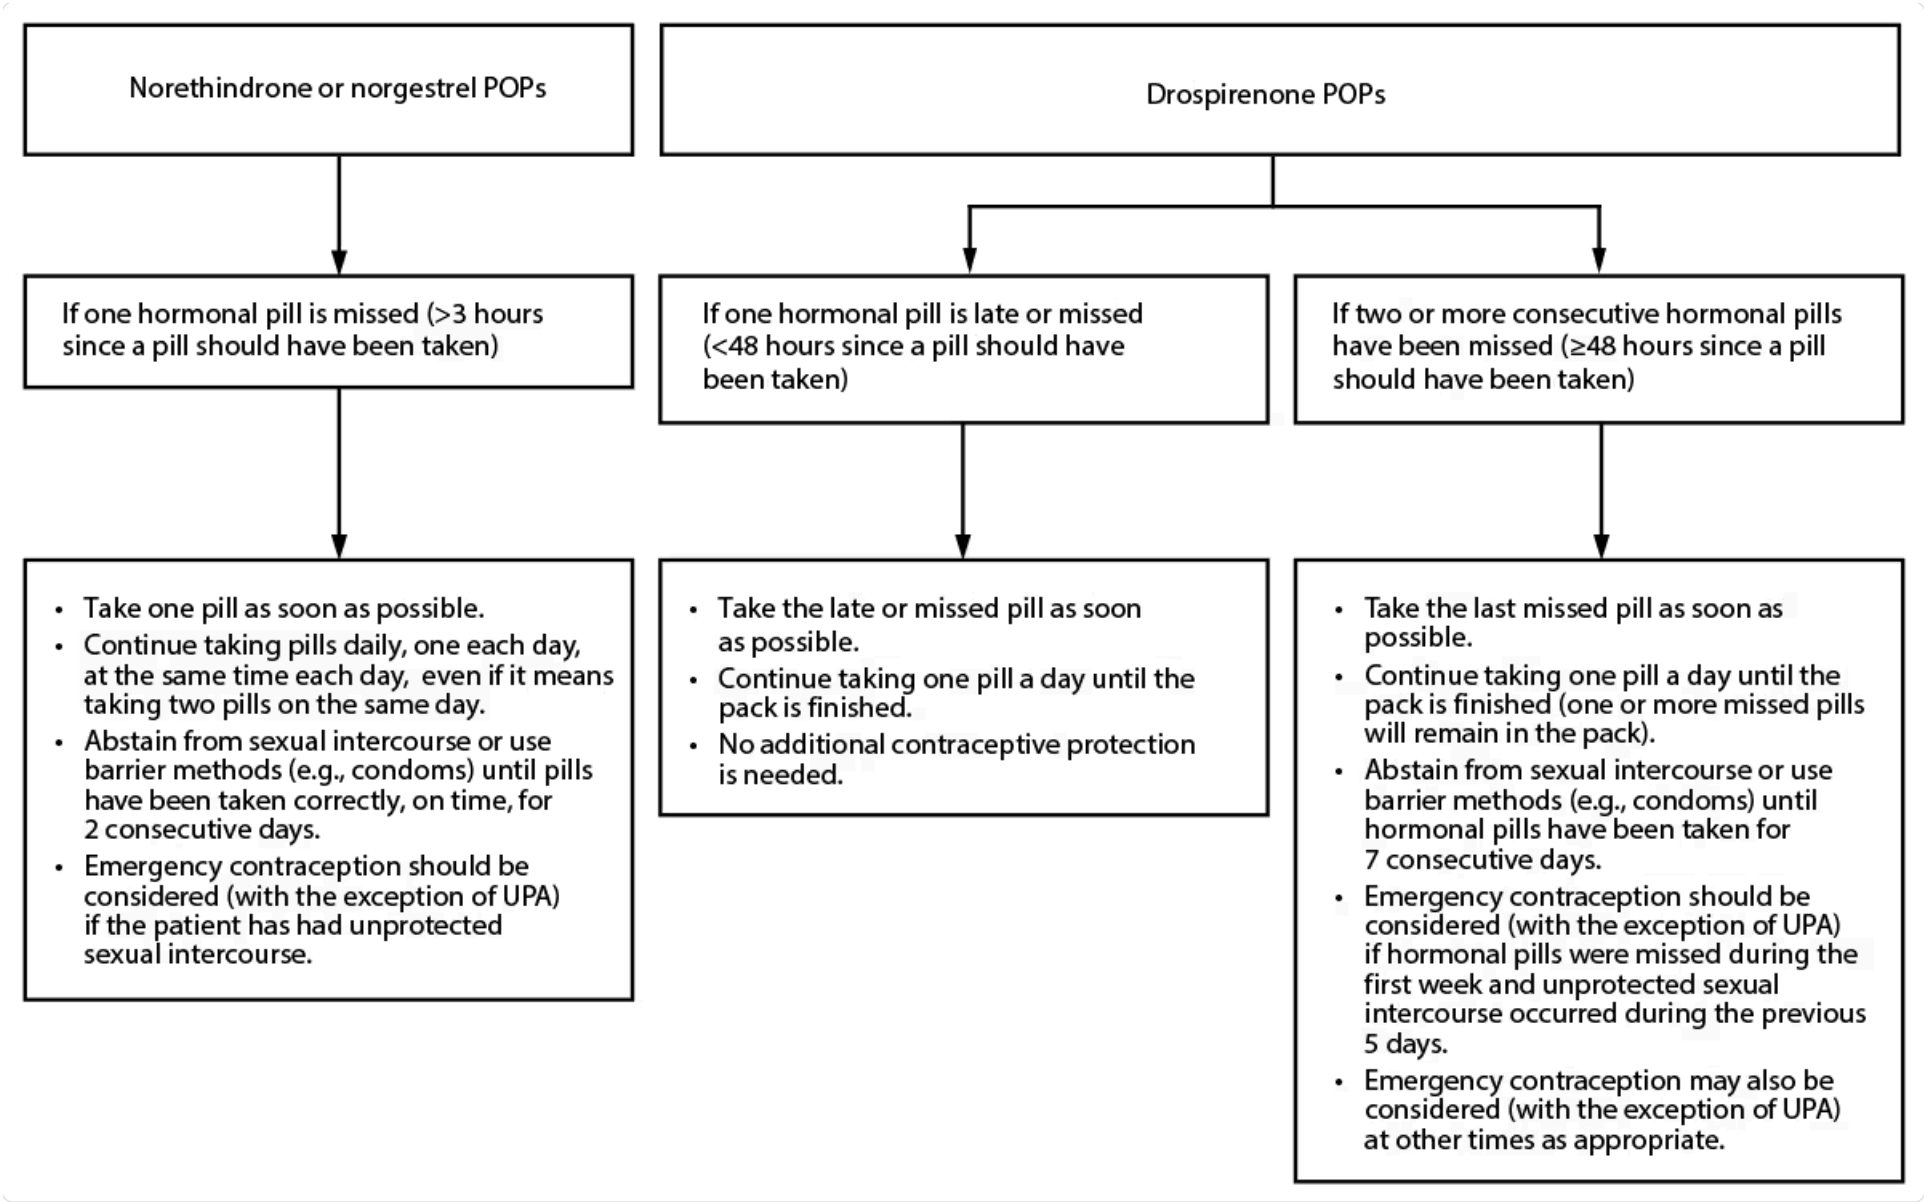 Norethindrone or norgestrel POPs
Drospirenone POPs
If one hormonal pill is missed (>3 hours
since a pill should have been taken)
If one hormonal pill is late or missed
(<48 hours since a pill should have
been taken)
If two or more consecutive hormonal pills
have been missed (≥48 hours since a pill
should have been taken)
• Take one pill as soon as possible.
• Continue taking pills daily, one each day,
at the same time each day, even if it means
taking two pills on the same day.
• Abstain from sexual intercourse or use
barrier methods (e.g., condoms) until pills
have been taken correctly, on time, for
2 consecutive days.
• Emergency contraception should be
considered (with the exception of UPA)
if the patient has had unprotected
sexual intercourse.
• Take the late or missed pill as soon
as possible.
• Continue taking one pill a day until the
pack is finished.
• No additional contraceptive protection
is needed.
• Take the last missed pill as soon as
possible.
• Continue taking one pill a day until the
pack is finished (one or more missed pills
will remain in the pack).
• Abstain from sexual intercourse or use
barrier methods (e.g., condoms) until
hormonal pills have been taken for
7 consecutive days.
• Emergency contraception should be
considered (with the exception of UPA)
if hormonal pills were missed during the
first week and unprotected sexual
intercourse occurred during the previous
5 days.
• Emergency contraception may also be
considered (with the exception of UPA)
at other times as appropriate.